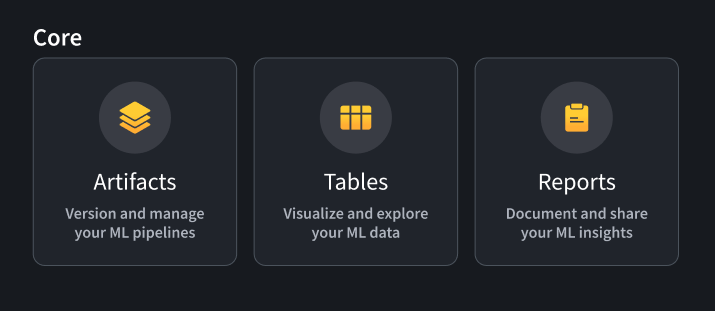 Core
Artifacts
Version and manage
your ML pipelines
Tables
Visualize and explore
your ML data
Reports
Document and share
your ML insights